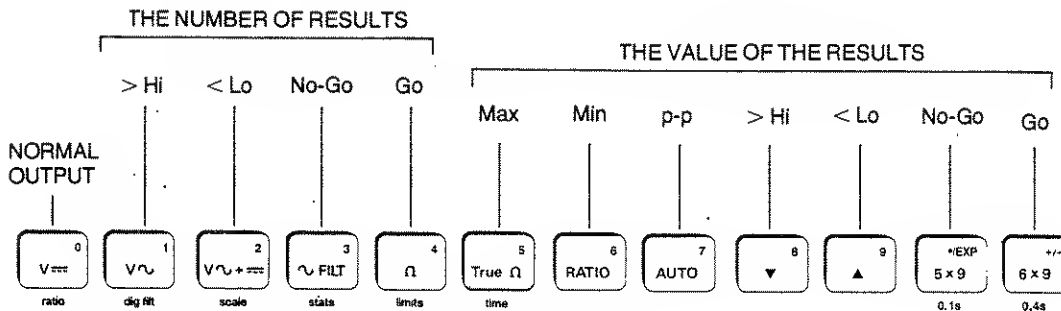 THE NUMBER OF RESULTS
THE VALUE OF THE RESULTS
> Hi < Lo No-Go Go
Max Min p-p > Hi < Lo No-Go Go
NORMAL
OUTPUT
0 1 2 3 4 5 6 7 8 9 •/EXP +/-
V⎓ V∿ V∿+⎓ ∿ FILT Ω True Ω RATIO AUTO ▼ ▲ 5 x 9 6 x 9
ratio dig filt scale stats limits time 0.1s 0.4s